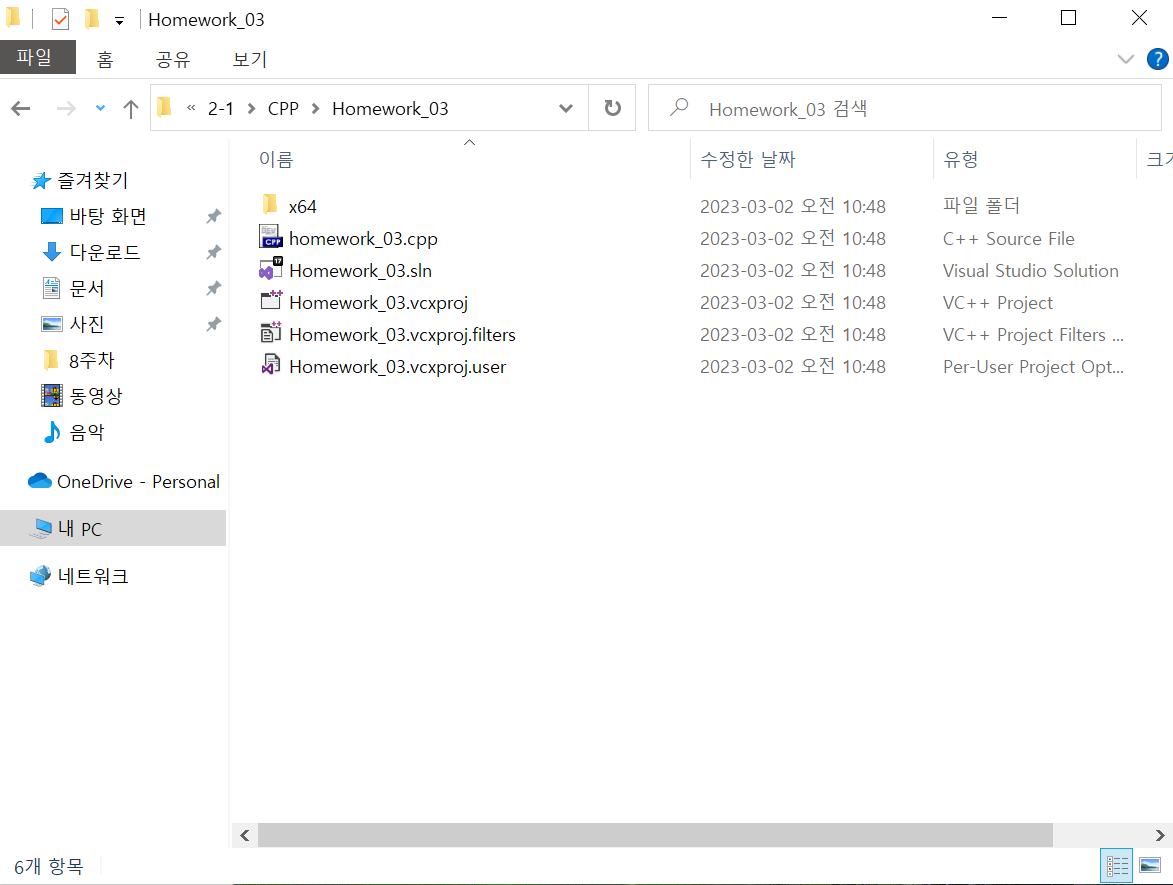 Homework_03
파일 홈 공유 보기
« 2-1 > CPP > Homework_03 Homework_03 검색
이름 수정한 날짜 유형
즐겨찾기
바탕 화면
다운로드
문서
사진
8주차
동영상
음악
OneDrive - Personal
내 PC
네트워크
x64 2023-03-02 오전 10:48 파일 폴더
homework_03.cpp 2023-03-02 오전 10:48 C++ Source File
Homework_03.sln 2023-03-02 오전 10:48 Visual Studio Solution
Homework_03.vcxproj 2023-03-02 오전 10:48 VC++ Project
Homework_03.vcxproj.filters 2023-03-02 오전 10:48 VC++ Project Filters ...
Homework_03.vcxproj.user 2023-03-02 오전 10:48 Per-User Project Opt...
6개 항목